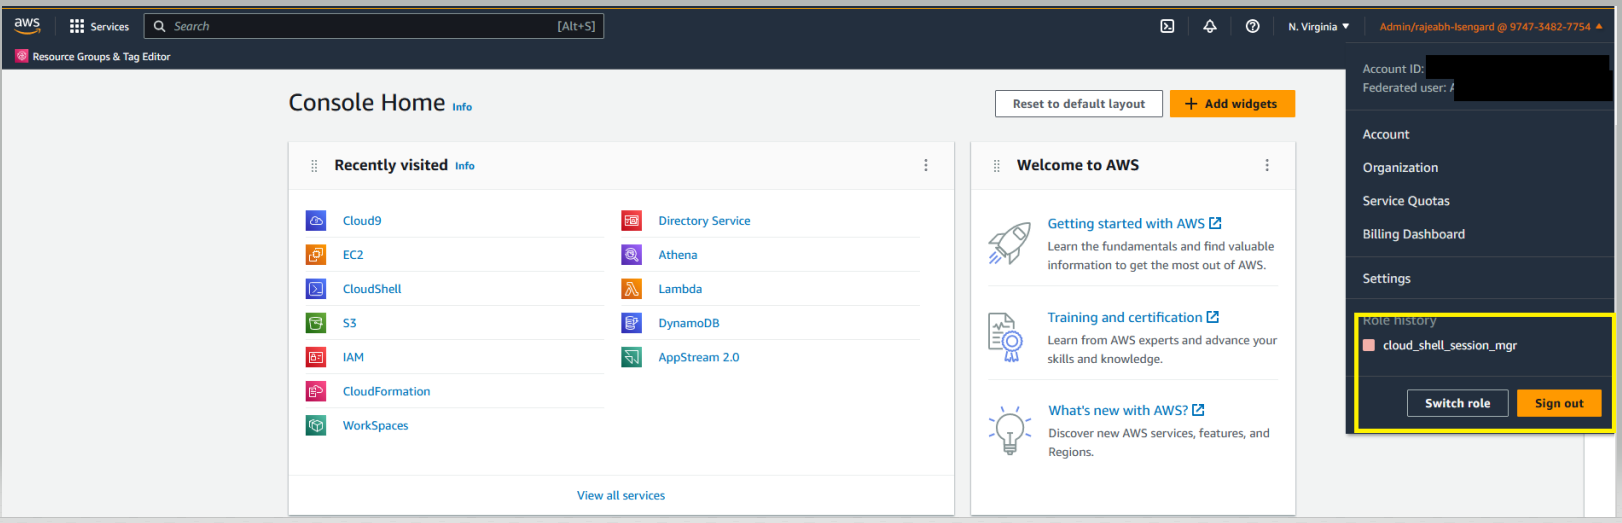 aws
Services
Search
[Alt+S]
N. Virginia
Admin/rajeabh-Isengard @ 9747-3482-7754
Resource Groups & Tag Editor
Account ID:
Federated user: A
Console Home Info
Reset to default layout
Add widgets
Recently visited Info
Cloud9
EC2
CloudShell
S3
IAM
CloudFormation
WorkSpaces
Directory Service
Athena
Lambda
DynamoDB
AppStream 2.0
View all services
Welcome to AWS
Getting started with AWS
Learn the fundamentals and find valuable
information to get the most out of AWS.
Training and certification
Learn from AWS experts and advance your
skills and knowledge.
What's new with AWS?
Discover new AWS services, features, and
Regions.
Account
Organization
Service Quotas
Billing Dashboard
Settings
Role history
cloud_shell_session_mgr
Switch role
Sign out